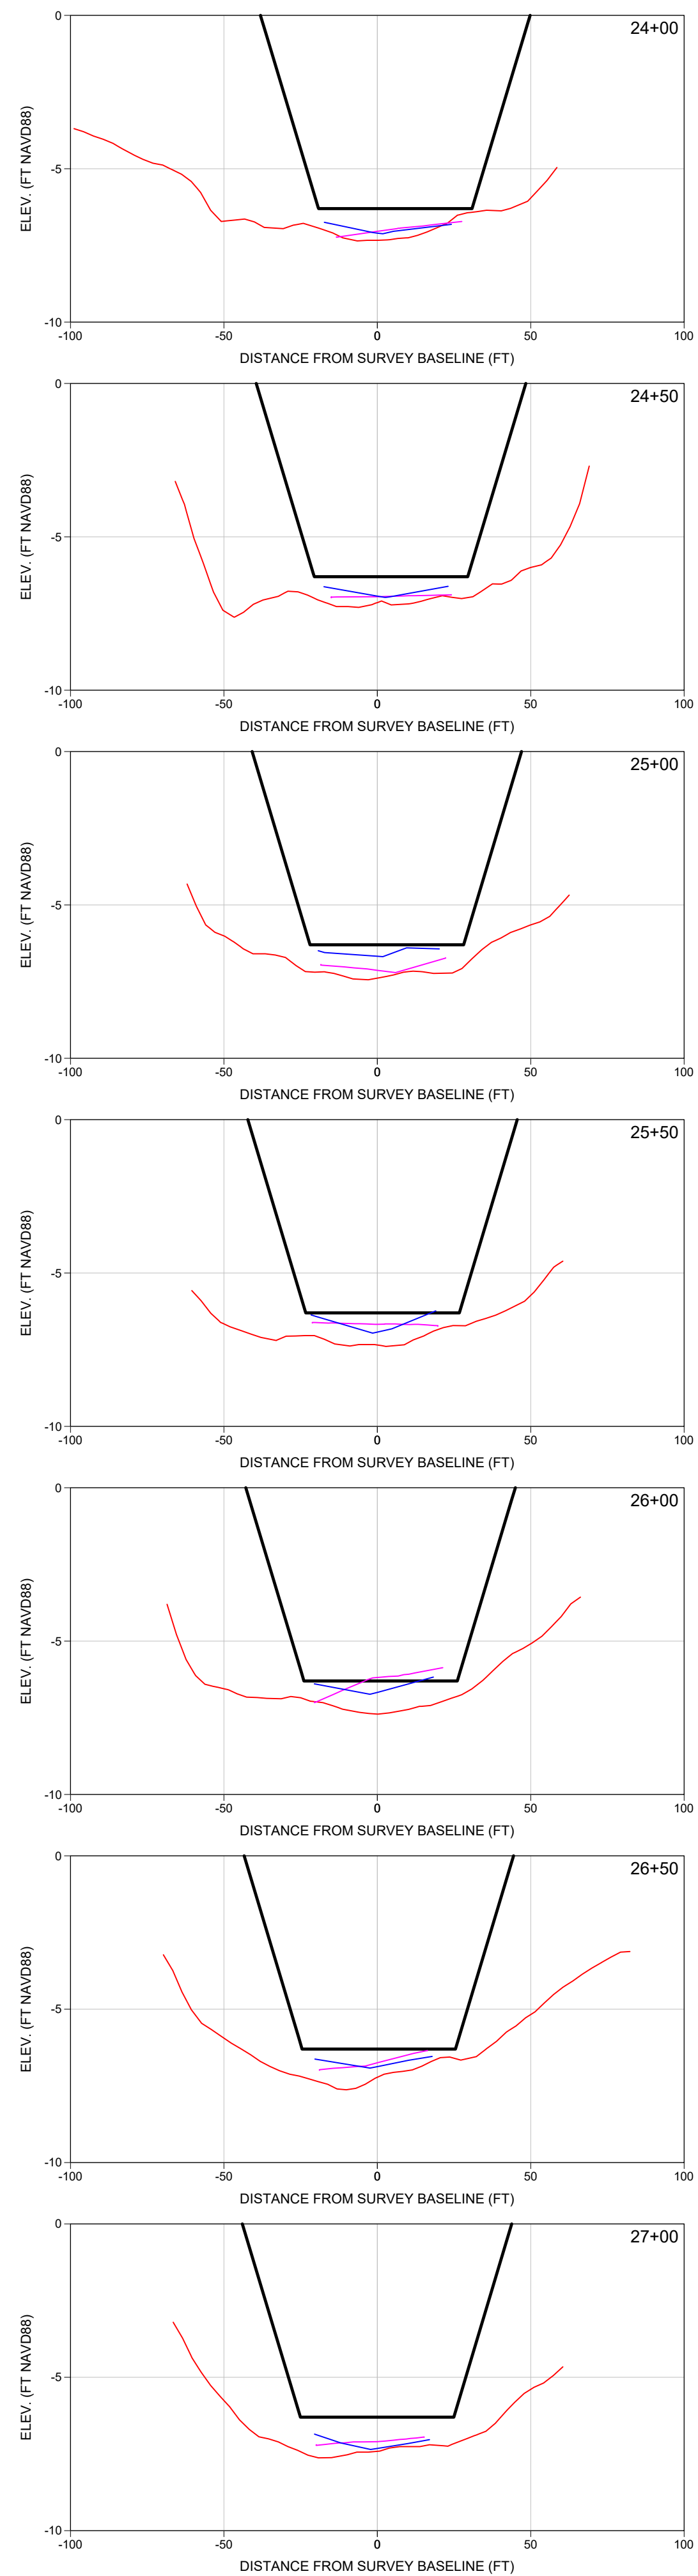 24+00
0
-5
-10
ELEV. (FT NAVD88)
-100 -50 0 50 100
DISTANCE FROM SURVEY BASELINE (FT)
24+50
0
-5
-10
ELEV. (FT NAVD88)
-100 -50 0 50 100
DISTANCE FROM SURVEY BASELINE (FT)
25+00
0
-5
-10
ELEV. (FT NAVD88)
-100 -50 0 50 100
DISTANCE FROM SURVEY BASELINE (FT)
25+50
0
-5
-10
ELEV. (FT NAVD88)
-100 -50 0 50 100
DISTANCE FROM SURVEY BASELINE (FT)
26+00
0
-5
-10
ELEV. (FT NAVD88)
-100 -50 0 50 100
DISTANCE FROM SURVEY BASELINE (FT)
26+50
0
-5
-10
ELEV. (FT NAVD88)
-100 -50 0 50 100
DISTANCE FROM SURVEY BASELINE (FT)
27+00
0
-5
-10
ELEV. (FT NAVD88)
-100 -50 0 50 100
DISTANCE FROM SURVEY BASELINE (FT)